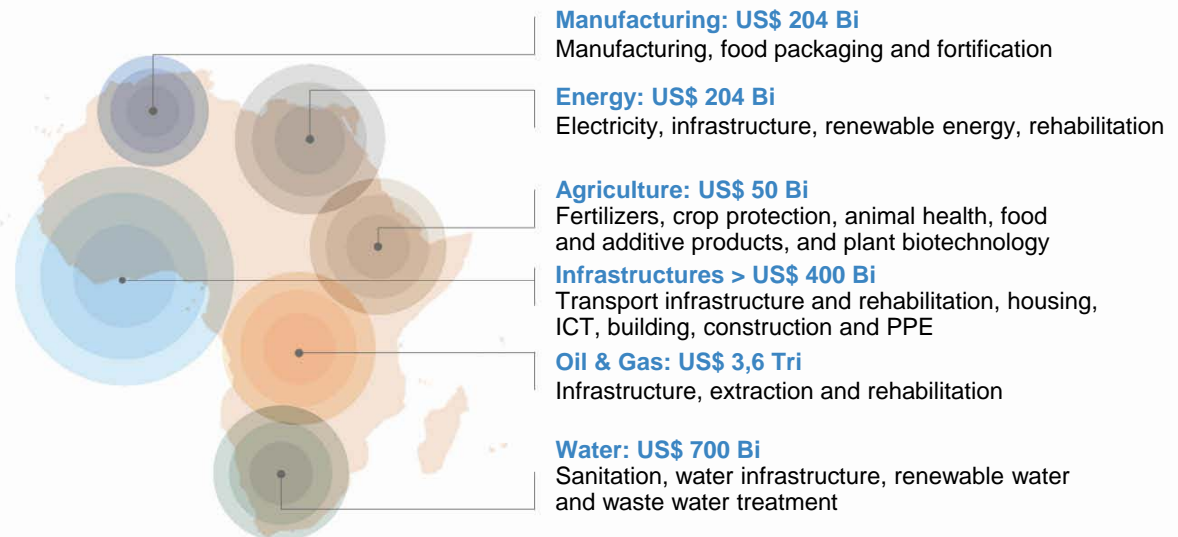 Manufacturing: US$ 204 Bi
Manufacturing, food packaging and fortification
Energy: US$ 204 Bi
Electricity, infrastructure, renewable energy, rehabilitation
Agriculture: US$ 50 Bi
Fertilizers, crop protection, animal health, food
and additive products, and plant biotechnology
Infrastructures > US$ 400 Bi
Transport infrastructure and rehabilitation, housing,
ICT, building, construction and PPE
Oil & Gas: US$ 3,6 Tri
Infrastructure, extraction and rehabilitation
Water: US$ 700 Bi
Sanitation, water infrastructure, renewable water
and waste water treatment